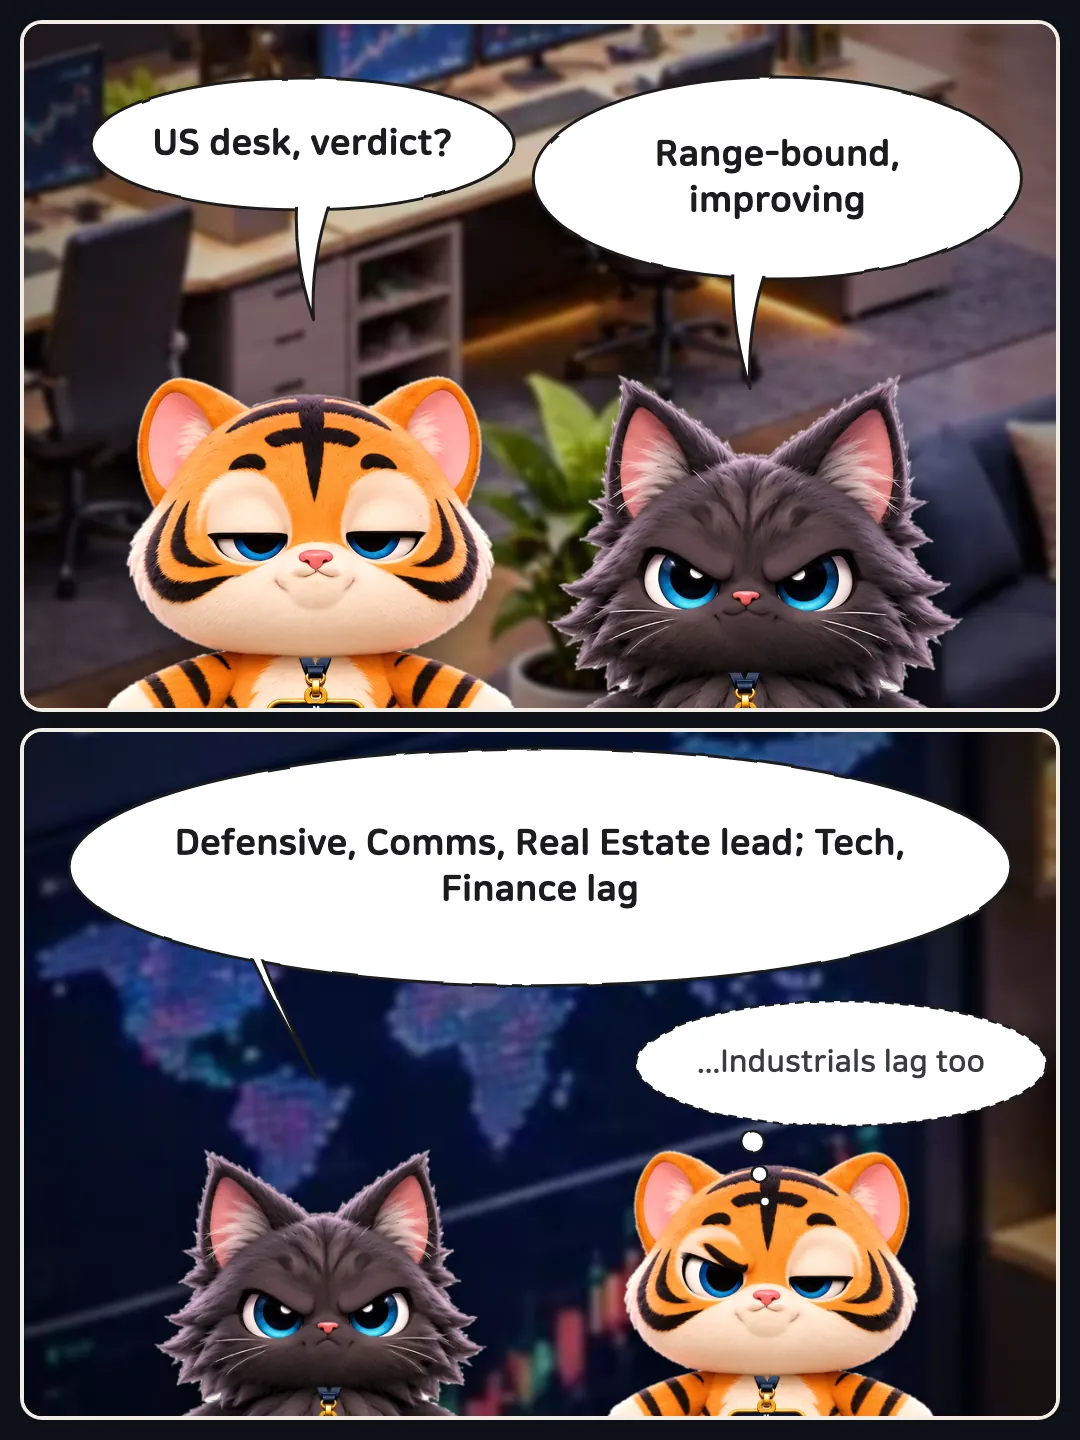 US desk, verdict?
Range-bound,
improving
Defensive, Comms, Real Estate lead; Tech,
Finance lag
...Industrials lag too